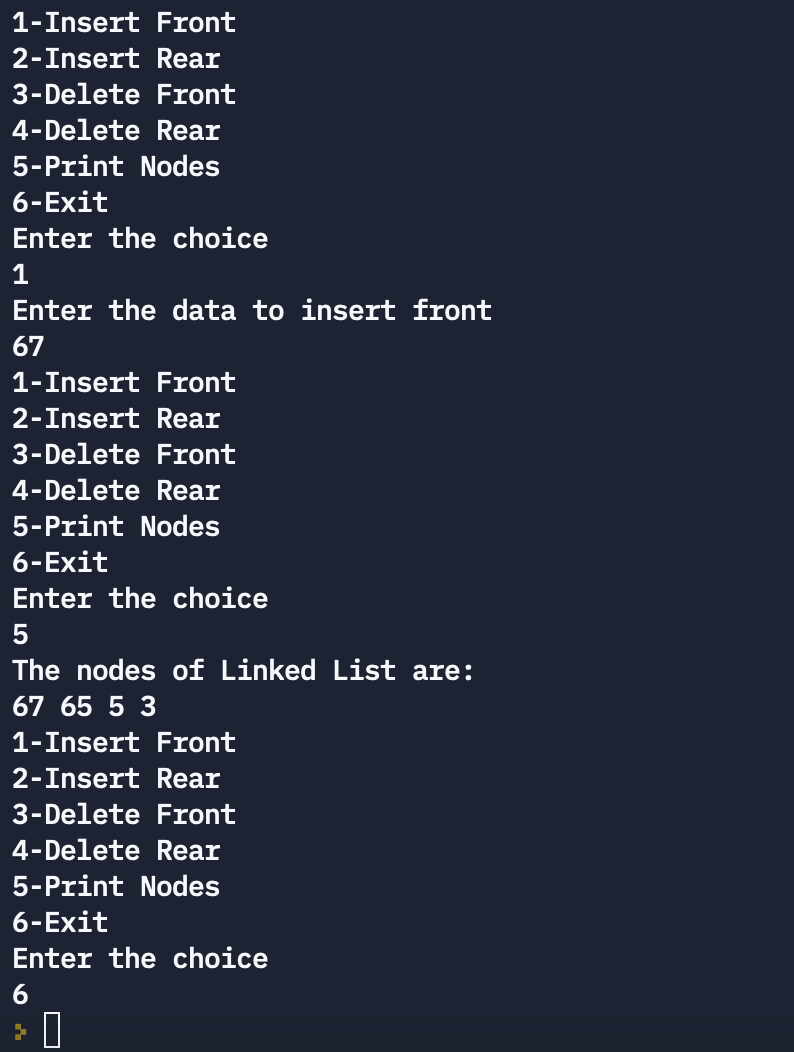 1-Insert Front
2-Insert Rear
3-Delete Front
4-Delete Rear
5-Print Nodes
6-Exit
Enter the choice
1
Enter the data to insert front
67
1-Insert Front
2-Insert Rear
3-Delete Front
4-Delete Rear
5-Print Nodes
6-Exit
Enter the choice
5
The nodes of Linked List are:
67 65 5 3
1-Insert Front
2-Insert Rear
3-Delete Front
4-Delete Rear
5-Print Nodes
6-Exit
Enter the choice
6